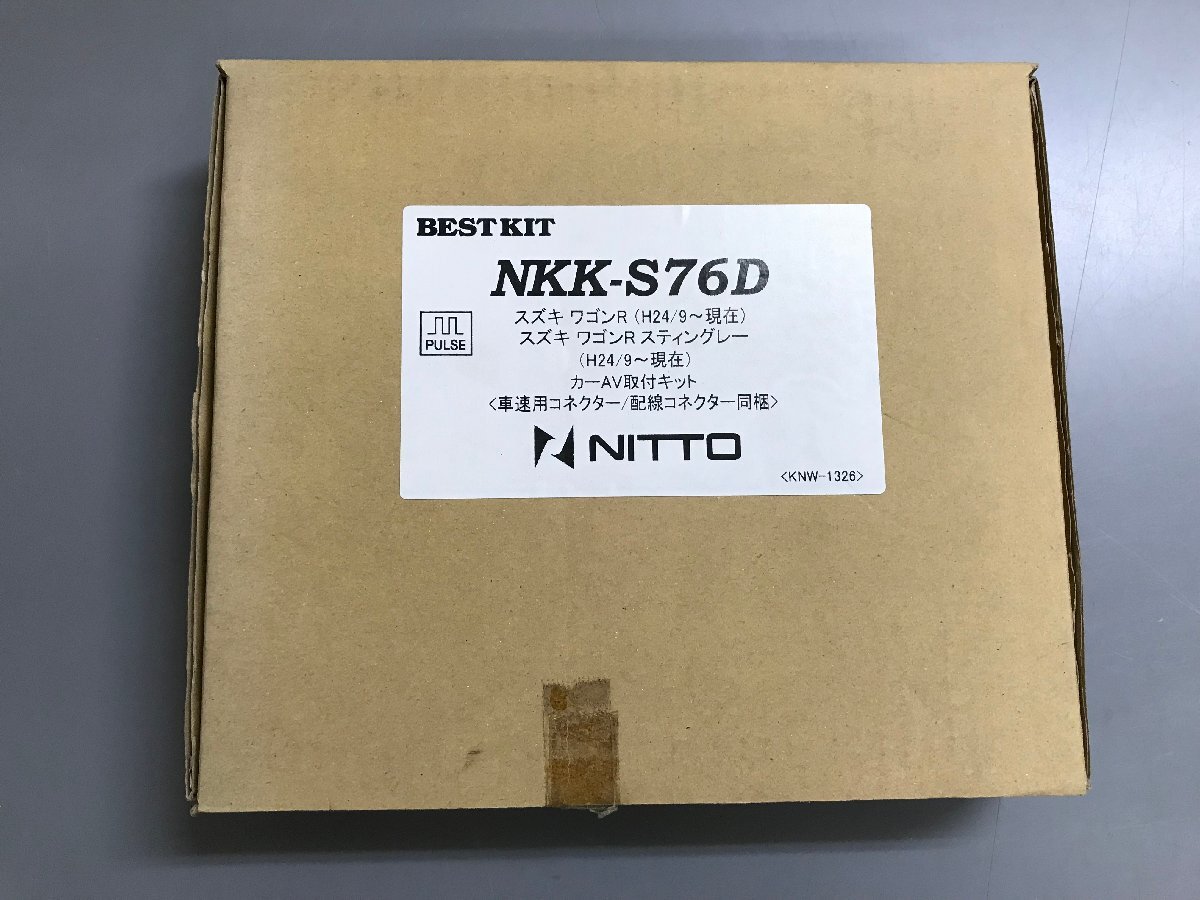 BESTKIT
NKK-S76D
PULSE
スズキ ワゴンR (H24/9～現在)
スズキ ワゴンR スティングレー
(H24/9～現在)
カーAV取付キット
<車速用コネクター/配線コネクター同梱>
NITTO
<KNW-1326>